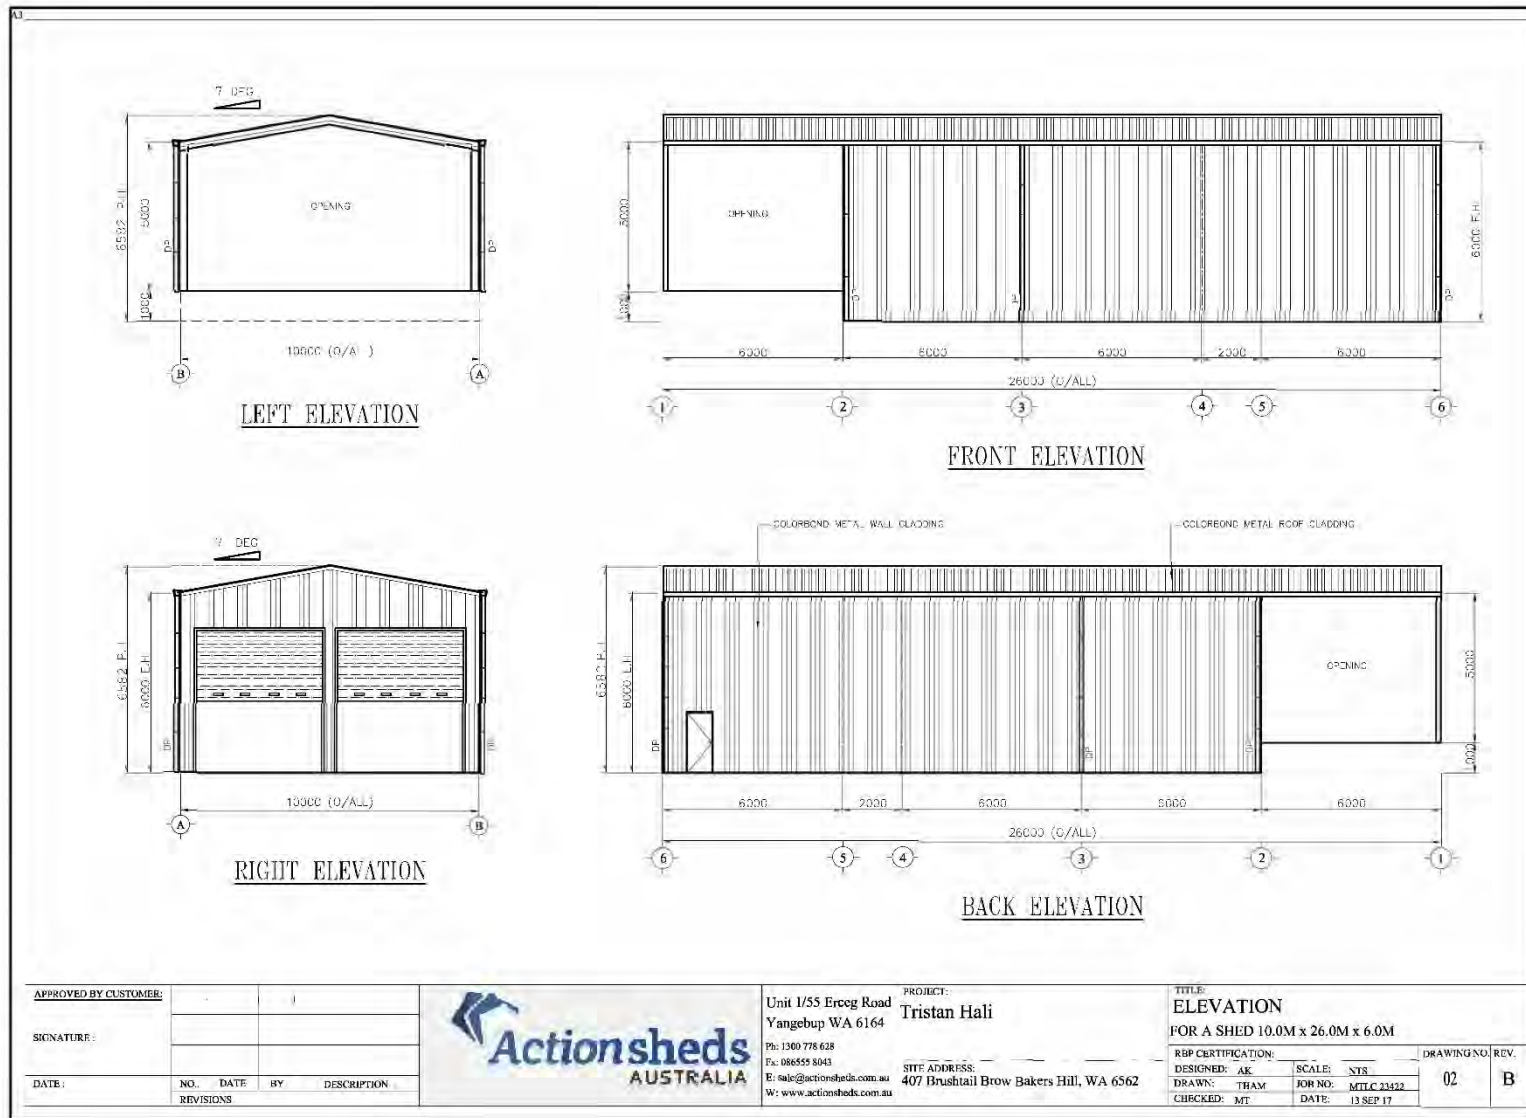 A3
7 DEG
6582 P.H
5000
1000
OPENING
DP
DP
10000 (O/ALL)
B
A
LEFT ELEVATION
5000
1000
OPENING
DP
DP
DP
6000 E.H
6000
6000
6000
2000
6000
26000 (O/ALL)
1
2
3
4
5
6
FRONT ELEVATION
7 DEG
6582 P.H
6000 E.H
DP
DP
10000 (O/ALL)
A
B
RIGHT ELEVATION
COLORBOND METAL WALL CLADDING
COLORBOND METAL ROOF CLADDING
6582 P.H
6000 E.H
DP
DP
DP
OPENING
5000
1000
6000
2000
6000
6000
6000
26000 (O/ALL)
6
5
4
3
2
1
BACK ELEVATION
APPROVED BY CUSTOMER:
SIGNATURE :
DATE :
NO. DATE BY DESCRIPTION
REVISIONS
Actionsheds
AUSTRALIA
Unit 1/55 Erceg Road
Yangebup WA 6164
Ph: 1300 778 628
Fx: 086555 8043
E: sale@actionsheds.com.au
W: www.actionsheds.com.au
PROJECT:
Tristan Hali
SITE ADDRESS:
407 Brushtail Brow Bakers Hill, WA 6562
TITLE:
ELEVATION
FOR A SHED 10.0M x 26.0M x 6.0M
RBP CERTIFICATION:
DESIGNED: AK
SCALE: NTS
DRAWN: THAM
JOB NO: MTLC 23422
CHECKED: MT
DATE: 13 SEP 17
DRAWING NO.
02
REV.
B